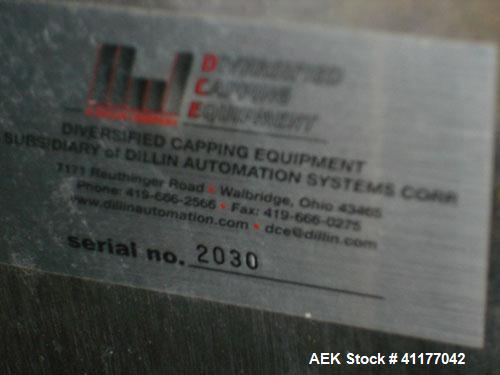 DIVERSIFIED
CAPPING
EQUIPMENT
DIVERSIFIED CAPPING EQUIPMENT
SUBSIDIARY of DILLIN AUTOMATION SYSTEMS CORP.
7171 Reuthinger Road • Walbridge, Ohio 43465
Phone: 419-666-2566 • Fax: 419-666-0275
www.dillinautomation.com • dce@dillin.com
serial no. 2030
AEK Stock # 41177042